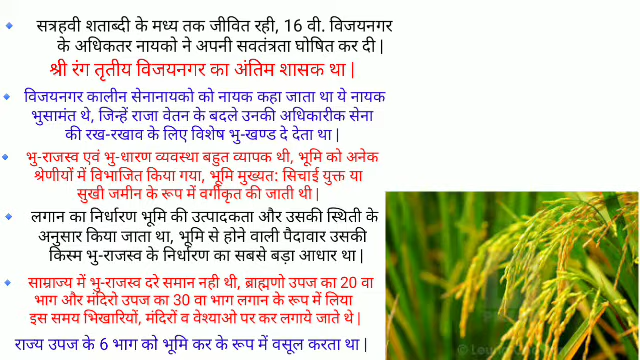 सत्रहवी शताब्दी के मध्य तक जीवित रही, 16 वी. विजयनगर
के अधिकतर नायको ने अपनी सवतंत्रता घोषित कर दी |
श्री रंग तृतीय विजयनगर का अंतिम शासक था |
विजयनगर कालीन सेनानायको को नायक कहा जाता था ये नायक
भुसामंत थे, जिन्हें राजा वेतन के बदले उनकी अधिकारीक सेना
की रख-रखाव के लिए विशेष भु-खण्ड दे देता था |
भु-राजस्व एवं भु-धारण व्यवस्था बहुत व्यापक थी, भूमि को अनेक
श्रेणीयों में विभाजित किया गया, भूमि मुख्यत: सिचाई युक्त या
सुखी जमीन के रूप में वर्गीकृत की जाती थी |
लगान का निर्धारण भूमि की उत्पादकता और उसकी स्थिती के
अनुसार किया जाता था, भूमि से होने वाली पैदावार उसकी
किस्म भु-राजस्व के निर्धारण का सबसे बड़ा आधार था |
साम्राज्य में भु-राजस्व दरे समान नही थी, ब्राह्मणो उपज का 20 वा
भाग और मंदिरो उपज का 30 वा भाग लगान के रूप में लिया
इस समय भिखारियों, मंदिरों व वेश्याओ पर कर लगाये जाते थे |
राज्य उपज के 6 भाग को भूमि कर के रूप में वसूल करता था |